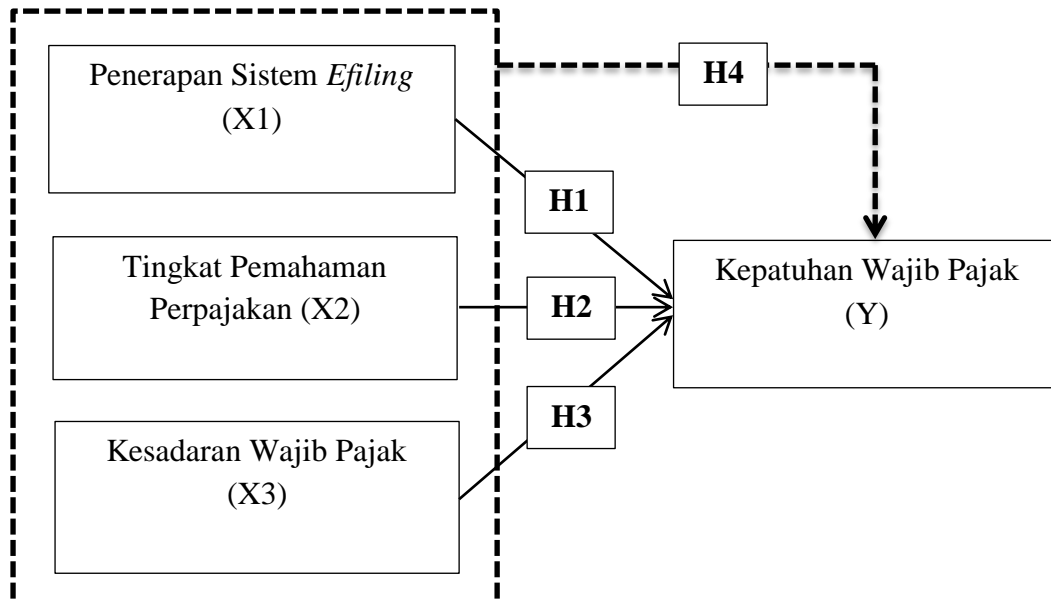 Penerapan Sistem Efiling
(X1)
H4
H1
Tingkat Pemahaman
Perpajakan (X2)
H2
Kepatuhan Wajib Pajak
(Y)
H3
Kesadaran Wajib Pajak
(X3)